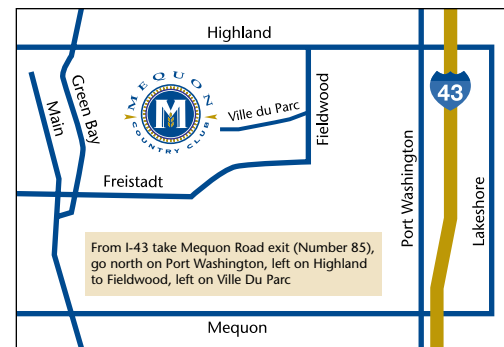 Highland
Green Bay
Main
MEQUON
M
COUNTRY CLUB
Ville du Parc
Fieldwood
43
Freistadt
Port Washington
Lakeshore
From I-43 take Mequon Road exit (Number 85),
go north on Port Washington, left on Highland
to Fieldwood, left on Ville Du Parc
Mequon